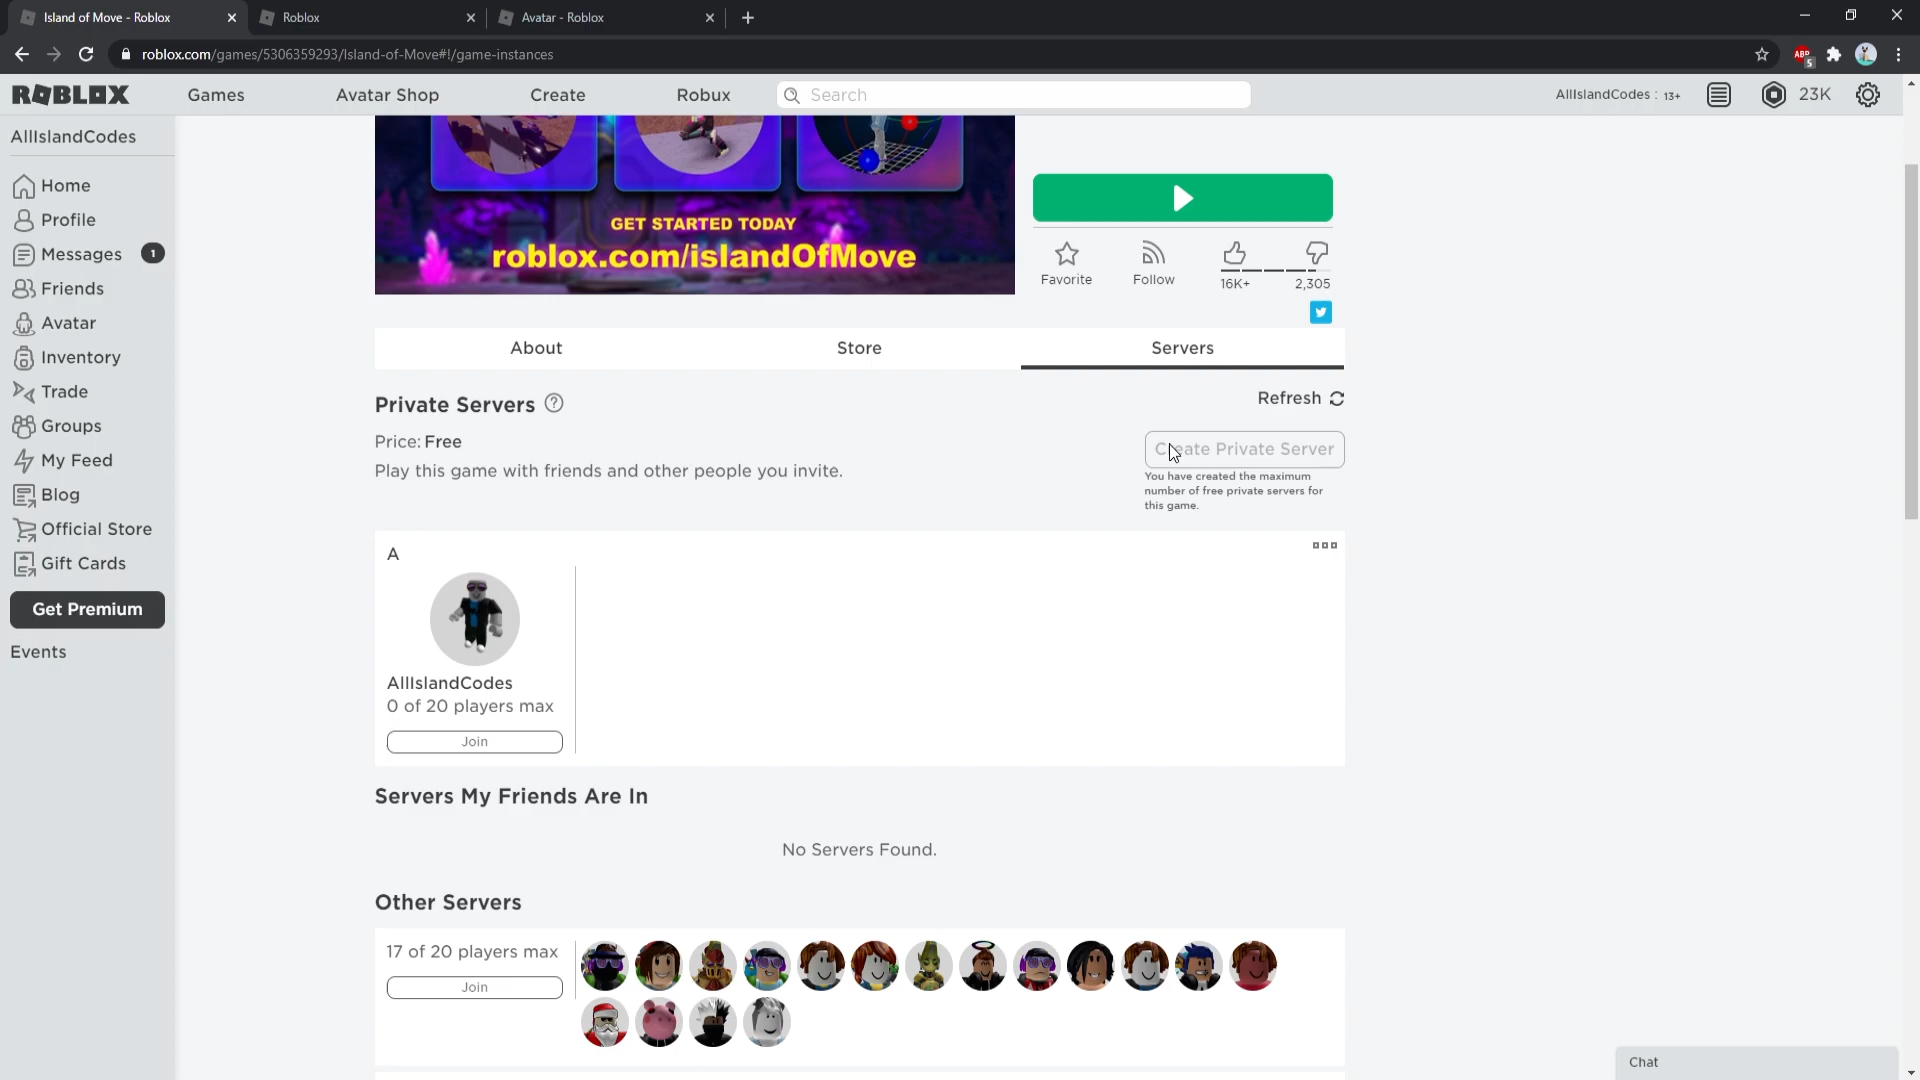 Island of Move - Roblox
Roblox
Avatar - Roblox
roblox.com/games/5306359293/Island-of-Move#!/game-instances
ABP
5
ROBLOX
Games
Avatar Shop
Create
Robux
Search
AllIslandCodes : 13+
23K
AllIslandCodes
Home
Profile
Messages 1
Friends
Avatar
Inventory
Trade
Groups
My Feed
Blog
Official Store
Gift Cards
Get Premium
Events
GET STARTED TODAY
roblox.com/islandOfMove
Favorite
Follow
16K+
2,305
About
Store
Servers
Private Servers ?
Refresh
Price: Free
Create Private Server
Play this game with friends and other people you invite.
You have created the maximum
number of free private servers for
this game.
A
AllIslandCodes
0 of 20 players max
Join
Servers My Friends Are In
No Servers Found.
Other Servers
17 of 20 players max
Join
Chat